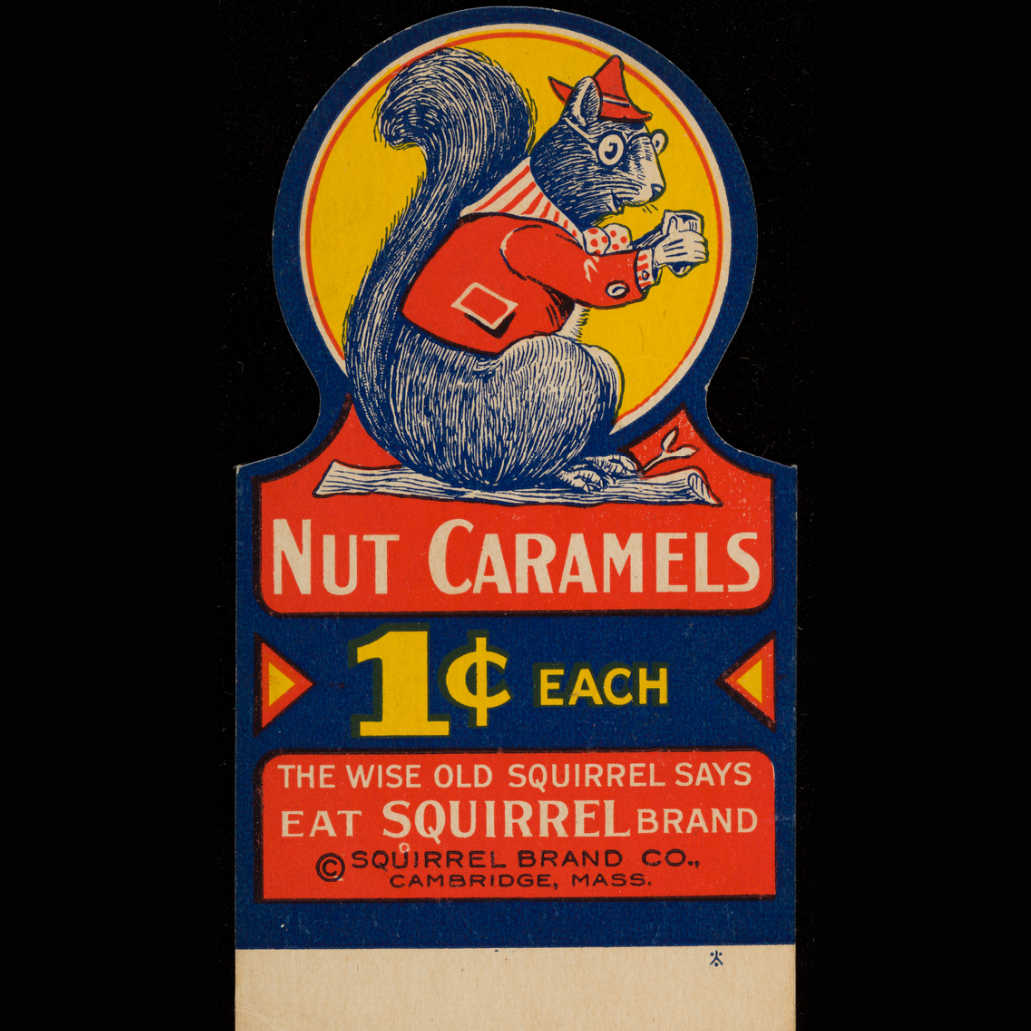 NUT CARAMELS
1¢ EACH
THE WISE OLD SQUIRREL SAYS
EAT SQUIRREL BRAND
© SQUIRREL BRAND CO.,
CAMBRIDGE, MASS.